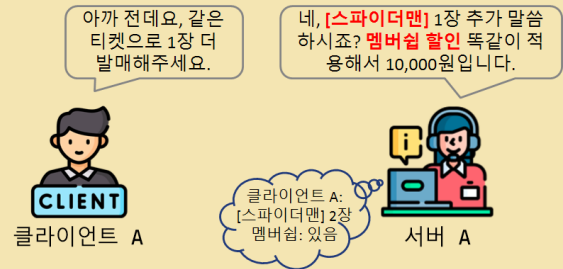 아까 전데요, 같은
티켓으로 1장 더
발매해주세요.
네, [스파이더맨] 1장 추가 말씀
하시죠? 멤버쉽 할인 똑같이 적
용해서 10,000원입니다.
CLIENT
클라이언트 A
클라이언트 A:
[스파이더맨] 2장
멤버쉽: 있음
i
서버 A